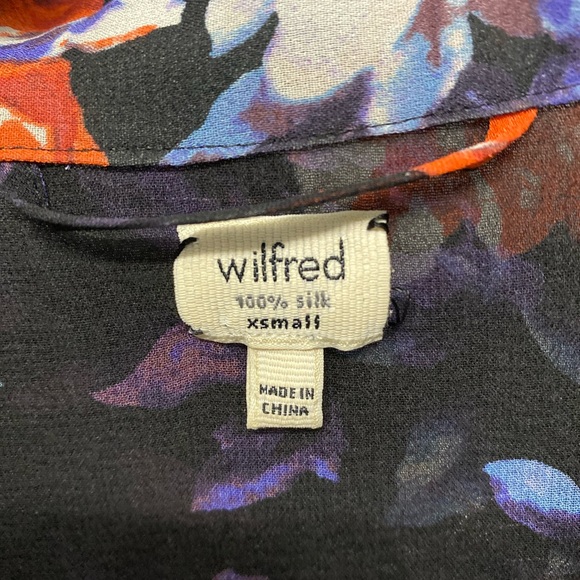 wilfred
100% silk
xsmall
MADE IN
CHINA